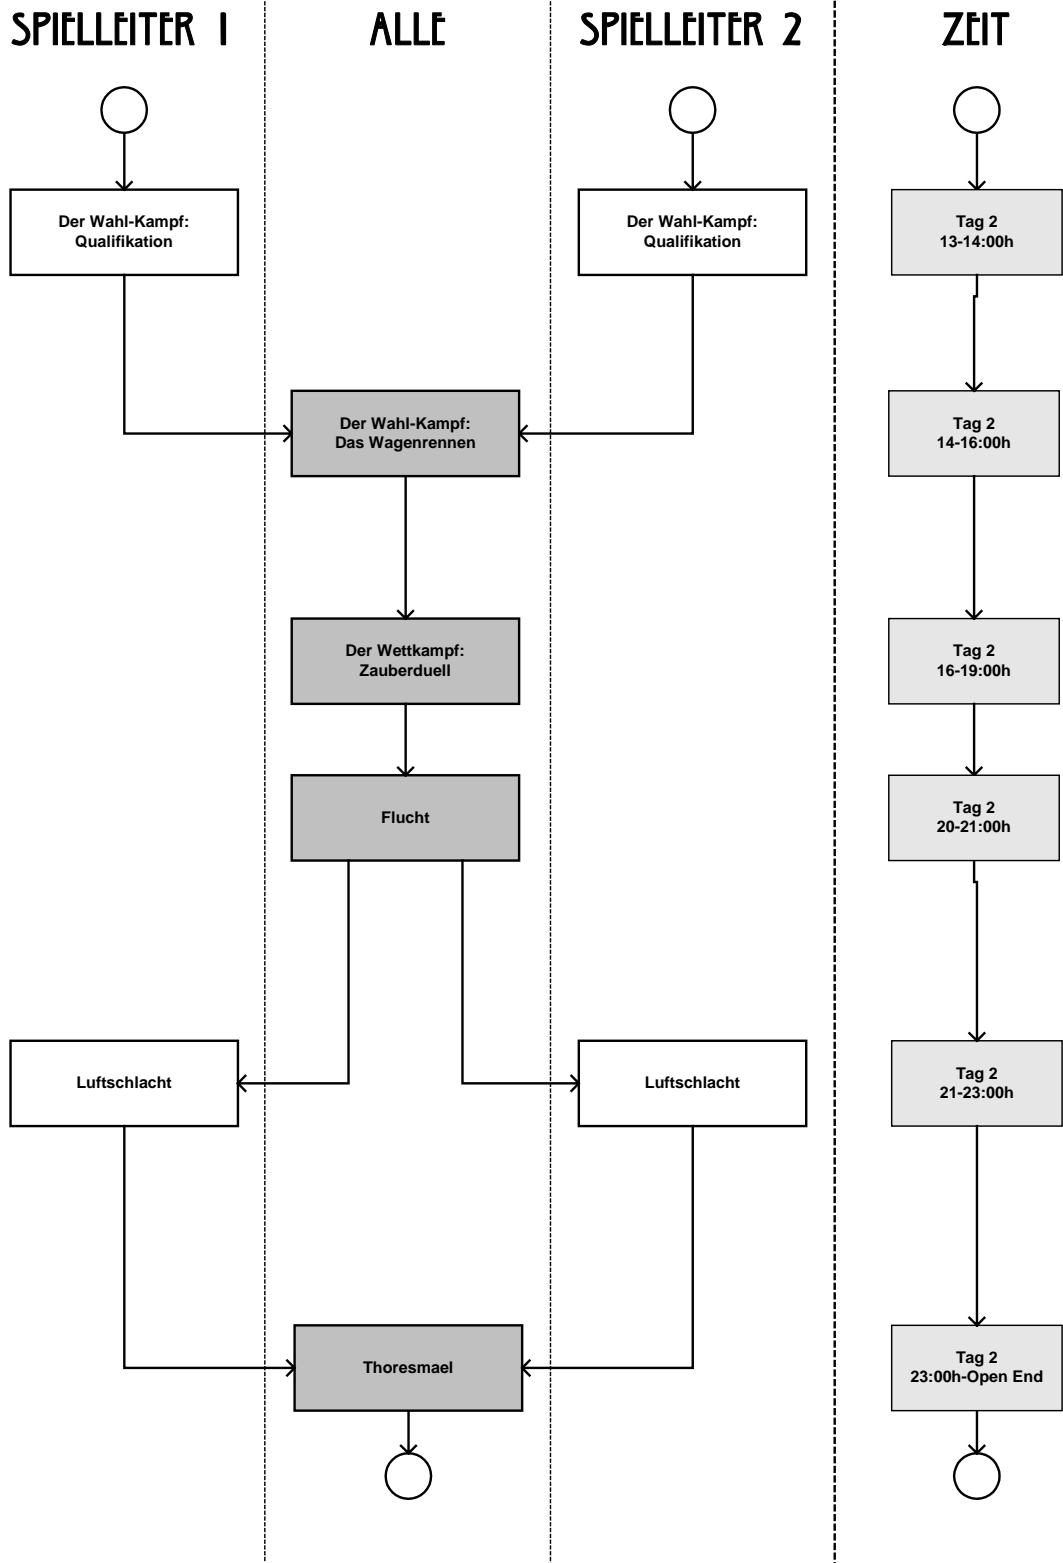 SPIELLEITER 1
ALLE
SPIELLEITER 2
ZEIT
Der Wahl-Kampf:
Qualifikation
Der Wahl-Kampf:
Qualifikation
Tag 2
13-14:00h
Der Wahl-Kampf:
Das Wagenrennen
Tag 2
14-16:00h
Der Wettkampf:
Zauberduell
Tag 2
16-19:00h
Flucht
Tag 2
20-21:00h
Luftschlacht
Luftschlacht
Tag 2
21-23:00h
Thoresmael
Tag 2
23:00h-Open End